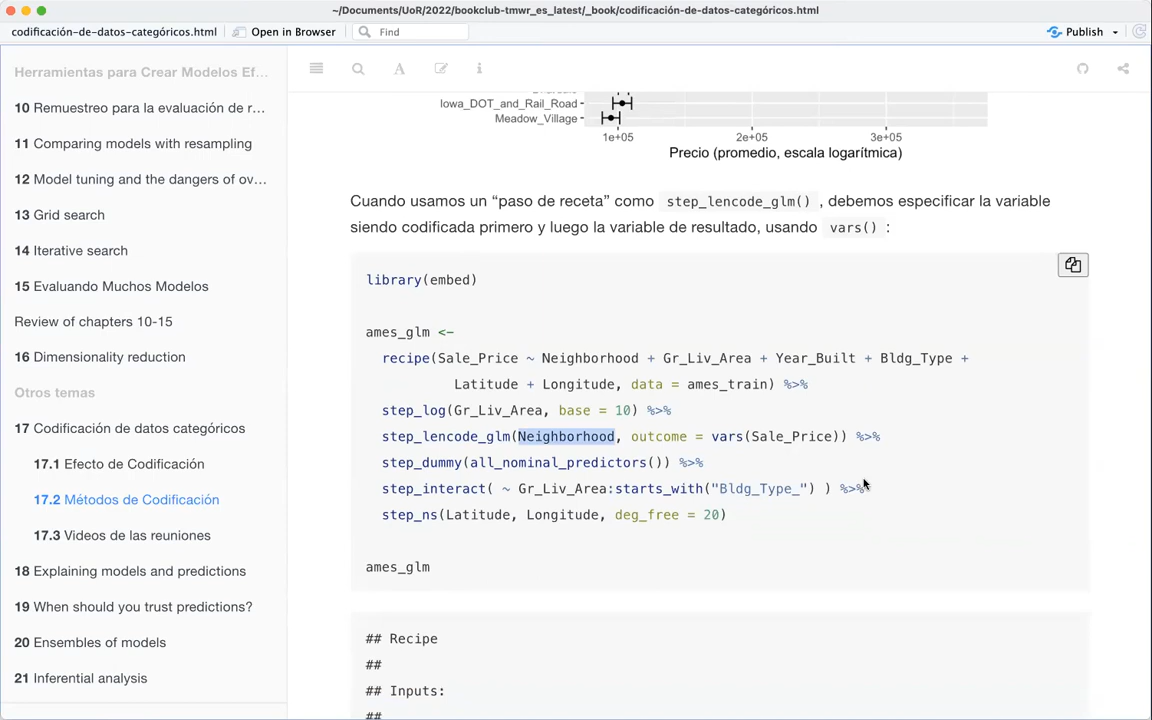 ~/Documents/UoR/2022/bookclub-tmwr_es_latest/_book/codificación-de-datos-categóricos.html
codificación-de-datos-categóricos.html
Open in Browser
Find
Publish
Herramientas para Crear Modelos Ef…
10 Remuestreo para la evaluación de r…
11 Comparing models with resampling
12 Model tuning and the dangers of ov…
13 Grid search
14 Iterative search
15 Evaluando Muchos Modelos
Review of chapters 10-15
16 Dimensionality reduction
Otros temas
17 Codificación de datos categóricos
17.1 Efecto de Codificación
17.2 Métodos de Codificación
17.3 Videos de las reuniones
18 Explaining models and predictions
19 When should you trust predictions?
20 Ensembles of models
21 Inferential analysis
Iowa_DOT_and_Rail_Road
Meadow_Village
1e+05 2e+05 3e+05
Precio (promedio, escala logarítmica)
Cuando usamos un “paso de receta” como step_lencode_glm() , debemos especificar la variable
siendo codificada primero y luego la variable de resultado, usando vars() :
library(embed)
ames_glm <-
recipe(Sale_Price ~ Neighborhood + Gr_Liv_Area + Year_Built + Bldg_Type +
Latitude + Longitude, data = ames_train) %>%
step_log(Gr_Liv_Area, base = 10) %>%
step_lencode_glm(Neighborhood, outcome = vars(Sale_Price)) %>%
step_dummy(all_nominal_predictors()) %>%
step_interact( ~ Gr_Liv_Area:starts_with("Bldg_Type_") ) %>%
step_ns(Latitude, Longitude, deg_free = 20)
ames_glm
## Recipe
##
## Inputs:
##